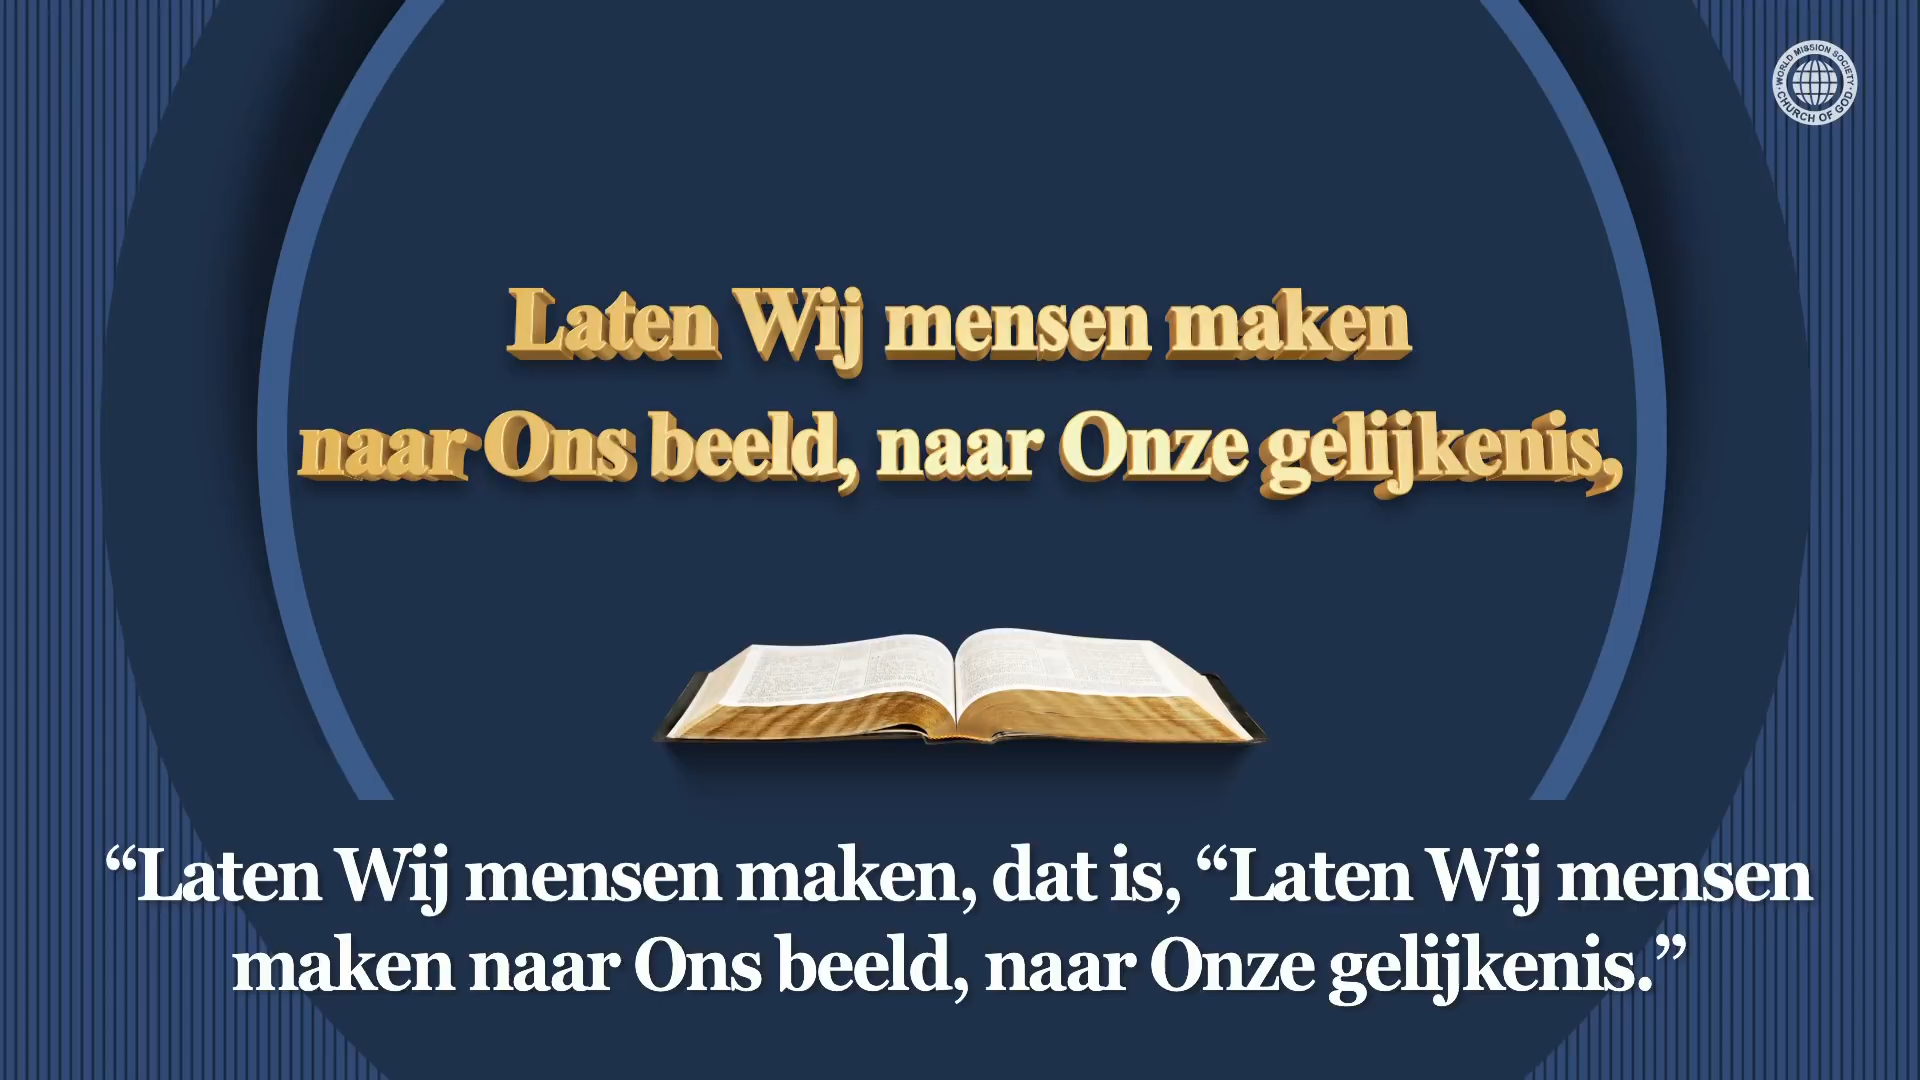 WORLD MISSION SOCIETY
CHURCH OF GOD
Laten Wij mensen maken
naar Ons beeld, naar Onze gelijkenis,
“Laten Wij mensen maken, dat is, “Laten Wij mensen
maken naar Ons beeld, naar Onze gelijkenis.”